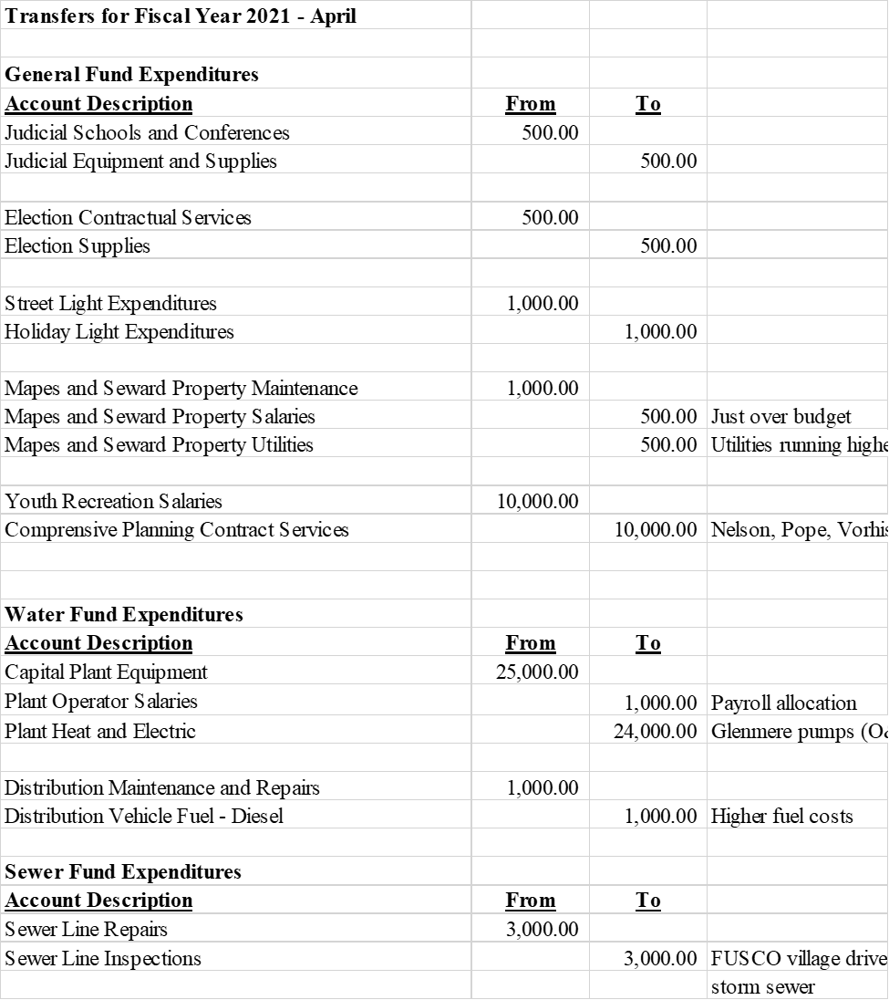 Transfers for Fiscal Year 2021 - April
General Fund Expenditures
Account Description From To
Judicial Schools and Conferences 500.00
Judicial Equipment and Supplies 500.00
Election Contractual Services 500.00
Election Supplies 500.00
Street Light Expenditures 1,000.00
Holiday Light Expenditures 1,000.00
Mapes and Seward Property Maintenance 1,000.00
Mapes and Seward Property Salaries 500.00 Just over budget
Mapes and Seward Property Utilities 500.00 Utilities running highe
Youth Recreation Salaries 10,000.00
Comprensive Planning Contract Services 10,000.00 Nelson, Pope, Vorhis
Water Fund Expenditures
Account Description From To
Capital Plant Equipment 25,000.00
Plant Operator Salaries 1,000.00 Payroll allocation
Plant Heat and Electric 24,000.00 Glenmere pumps (O&
Distribution Maintenance and Repairs 1,000.00
Distribution Vehicle Fuel - Diesel 1,000.00 Higher fuel costs
Sewer Fund Expenditures
Account Description From To
Sewer Line Repairs 3,000.00
Sewer Line Inspections 3,000.00 FUSCO village drive
storm sewer